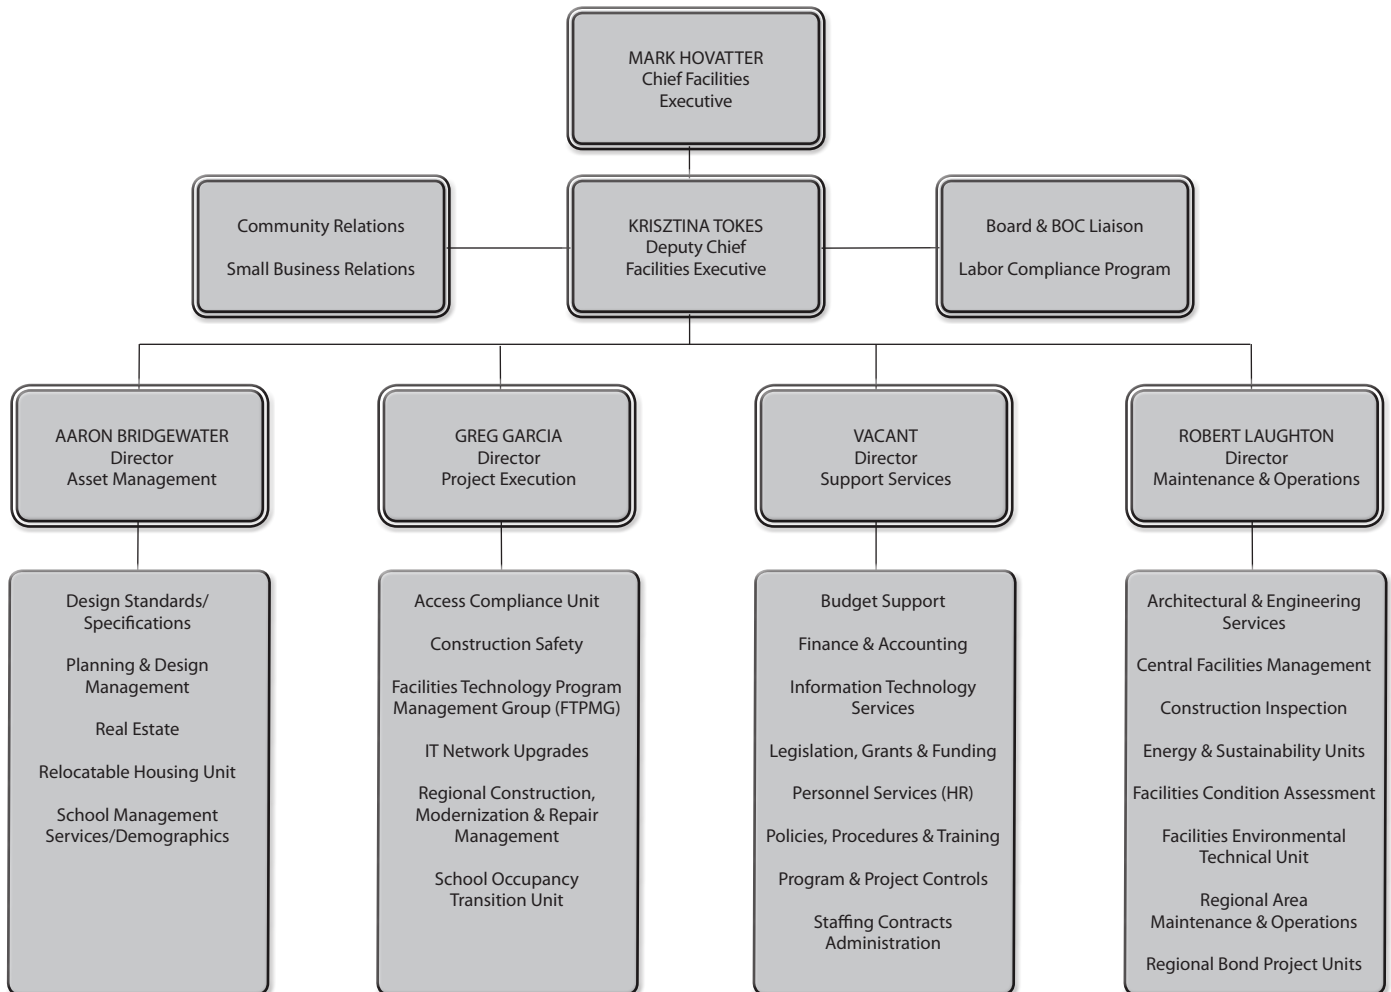 MARK HOVATTER
Chief Facilities
Executive
Community Relations
Small Business Relations
KRISZTINA TOKES
Deputy Chief
Facilities Executive
Board & BOC Liaison
Labor Compliance Program
AARON BRIDGEWATER
Director
Asset Management
GREG GARCIA
Director
Project Execution
VACANT
Director
Support Services
ROBERT LAUGHTON
Director
Maintenance & Operations
Design Standards/
Specifications
Planning & Design
Management
Real Estate
Relocatable Housing Unit
School Management
Services/Demographics
Access Compliance Unit
Construction Safety
Facilities Technology Program
Management Group (FTPMG)
IT Network Upgrades
Regional Construction,
Modernization & Repair
Management
School Occupancy
Transition Unit
Budget Support
Finance & Accounting
Information Technology
Services
Legislation, Grants & Funding
Personnel Services (HR)
Policies, Procedures & Training
Program & Project Controls
Staffing Contracts
Administration
Architectural & Engineering
Services
Central Facilities Management
Construction Inspection
Energy & Sustainability Units
Facilities Condition Assessment
Facilities Environmental
Technical Unit
Regional Area
Maintenance & Operations
Regional Bond Project Units